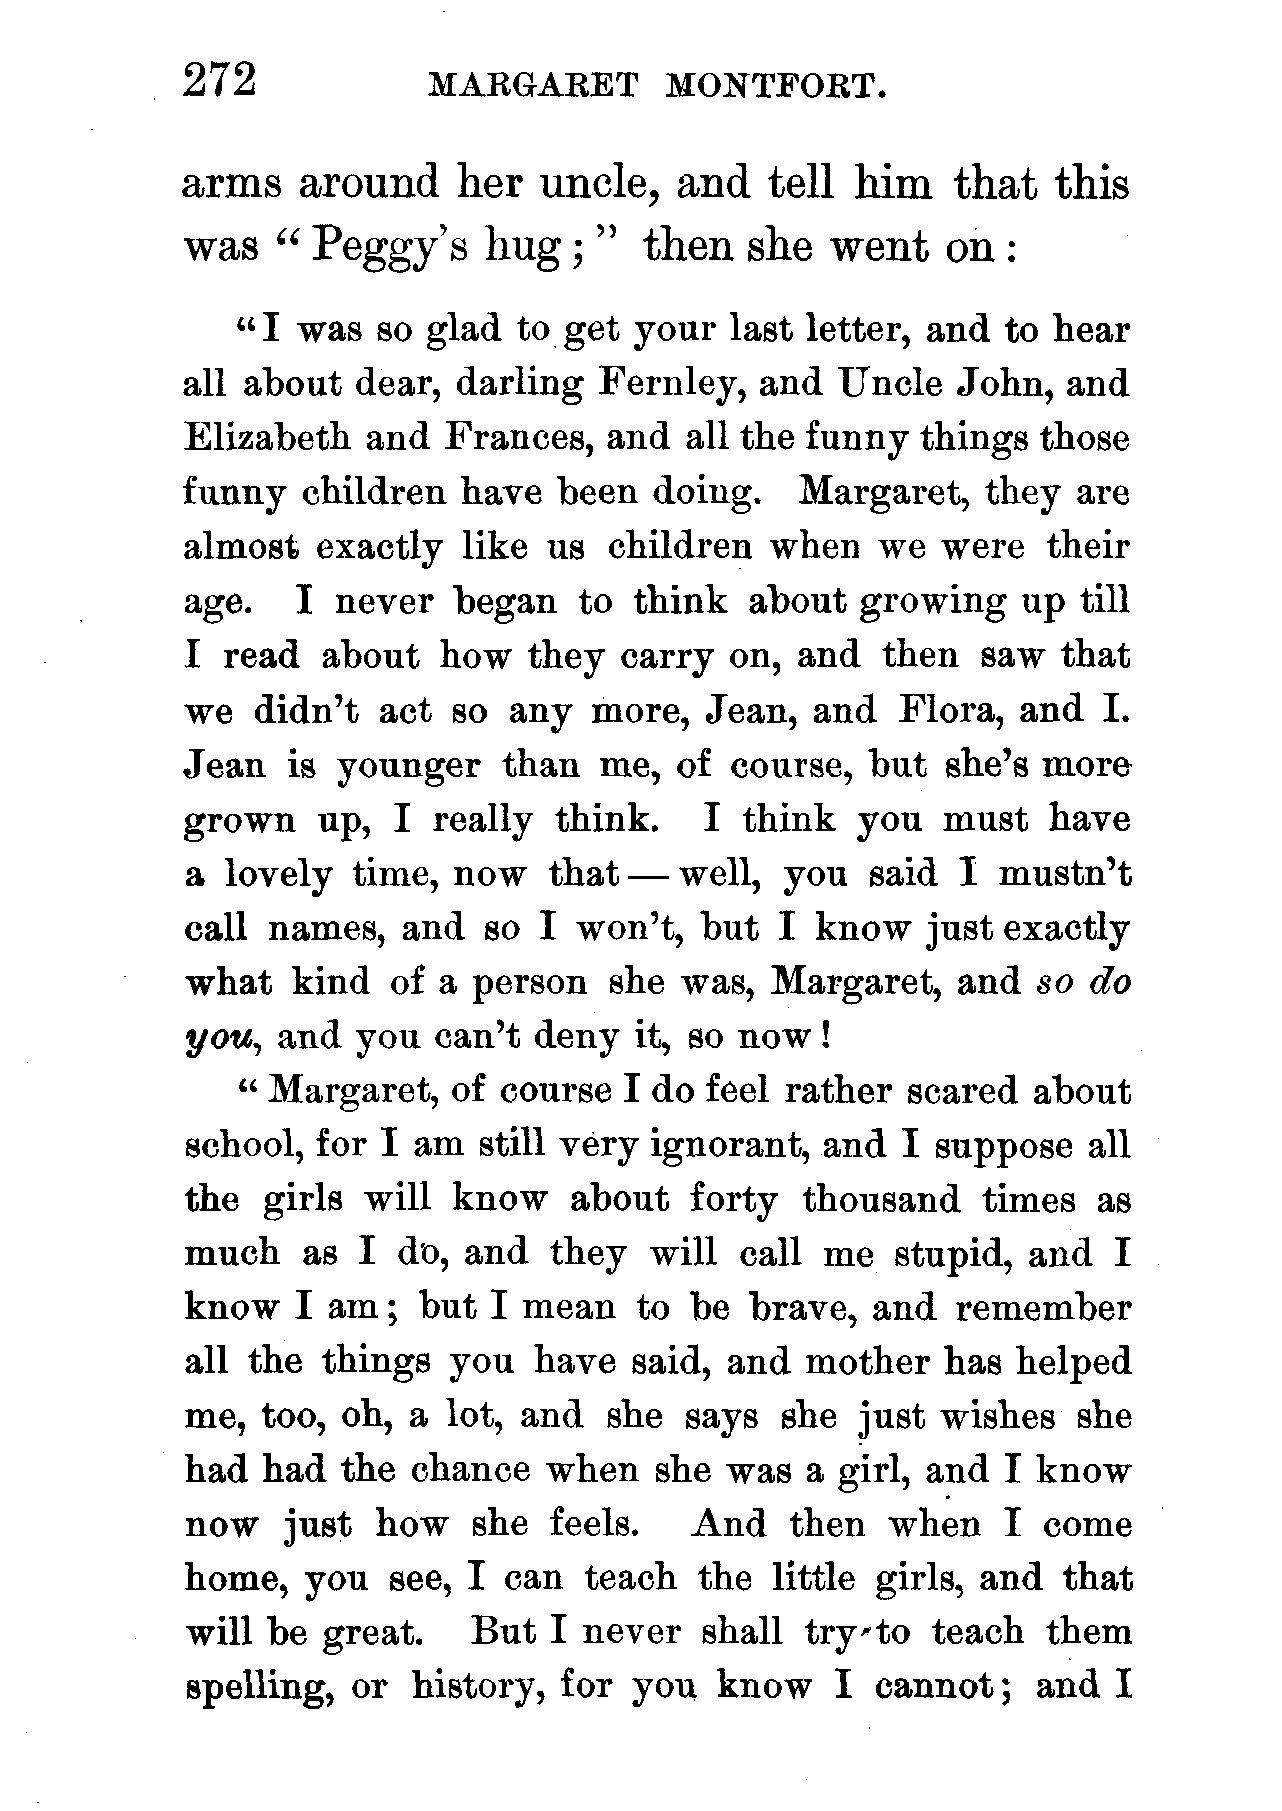 272 MARGARET MONTFORT.
arms around her uncle, and tell him that this
was “ Peggy’s hug ; ” then she went on :
“ I was so glad to get your last letter, and to hear
all about dear, darling Fernley, and Uncle John, and
Elizabeth and Frances, and all the funny things those
funny children have been doing. Margaret, they are
almost exactly like us children when we were their
age. I never began to think about growing up till
I read about how they carry on, and then saw that
we didn’t act so any more, Jean, and Flora, and I.
Jean is younger than me, of course, but she’s more
grown up, I really think. I think you must have
a lovely time, now that — well, you said I mustn’t
call names, and so I won’t, but I know just exactly
what kind of a person she was, Margaret, and so do
you, and you can’t deny it, so now !
“ Margaret, of course I do feel rather scared about
school, for I am still very ignorant, and I suppose all
the girls will know about forty thousand times as
much as I do, and they will call me stupid, and I
know I am ; but I mean to be brave, and remember
all the things you have said, and mother has helped
me, too, oh, a lot, and she says she just wishes she
had had the chance when she was a girl, and I know
now just how she feels. And then when I come
home, you see, I can teach the little girls, and that
will be great. But I never shall try to teach them
spelling, or history, for you know I cannot ; and I